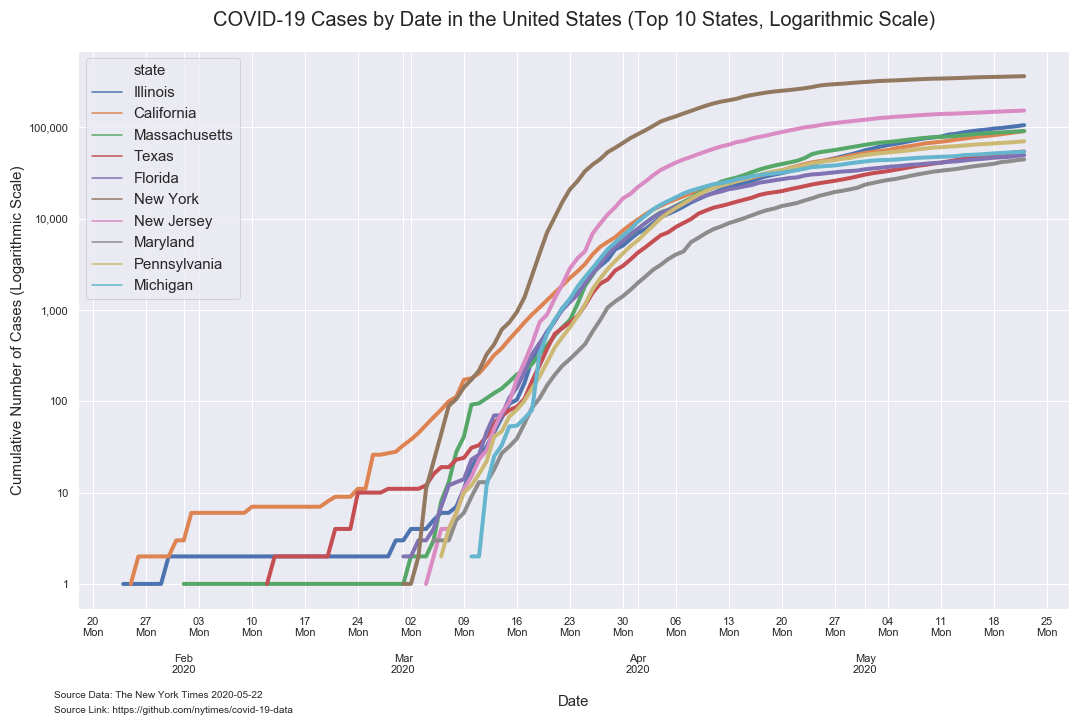 COVID-19 Cases by Date in the United States (Top 10 States, Logarithmic Scale)
Cumulative Number of Cases (Logarithmic Scale)
100,000
10,000
1,000
100
10
1
state
Illinois
California
Massachusetts
Texas
Florida
New York
New Jersey
Maryland
Pennsylvania
Michigan
20 27 03 10 17 24 02 09 16 23 30 06 13 20 27 04 11 18 25
Mon Mon Mon Mon Mon Mon Mon Mon Mon Mon Mon Mon Mon Mon Mon Mon Mon Mon Mon
Feb Mar Apr May
2020 2020 2020 2020
Date
Source Data: The New York Times 2020-05-22
Source Link: https://github.com/nytimes/covid-19-data